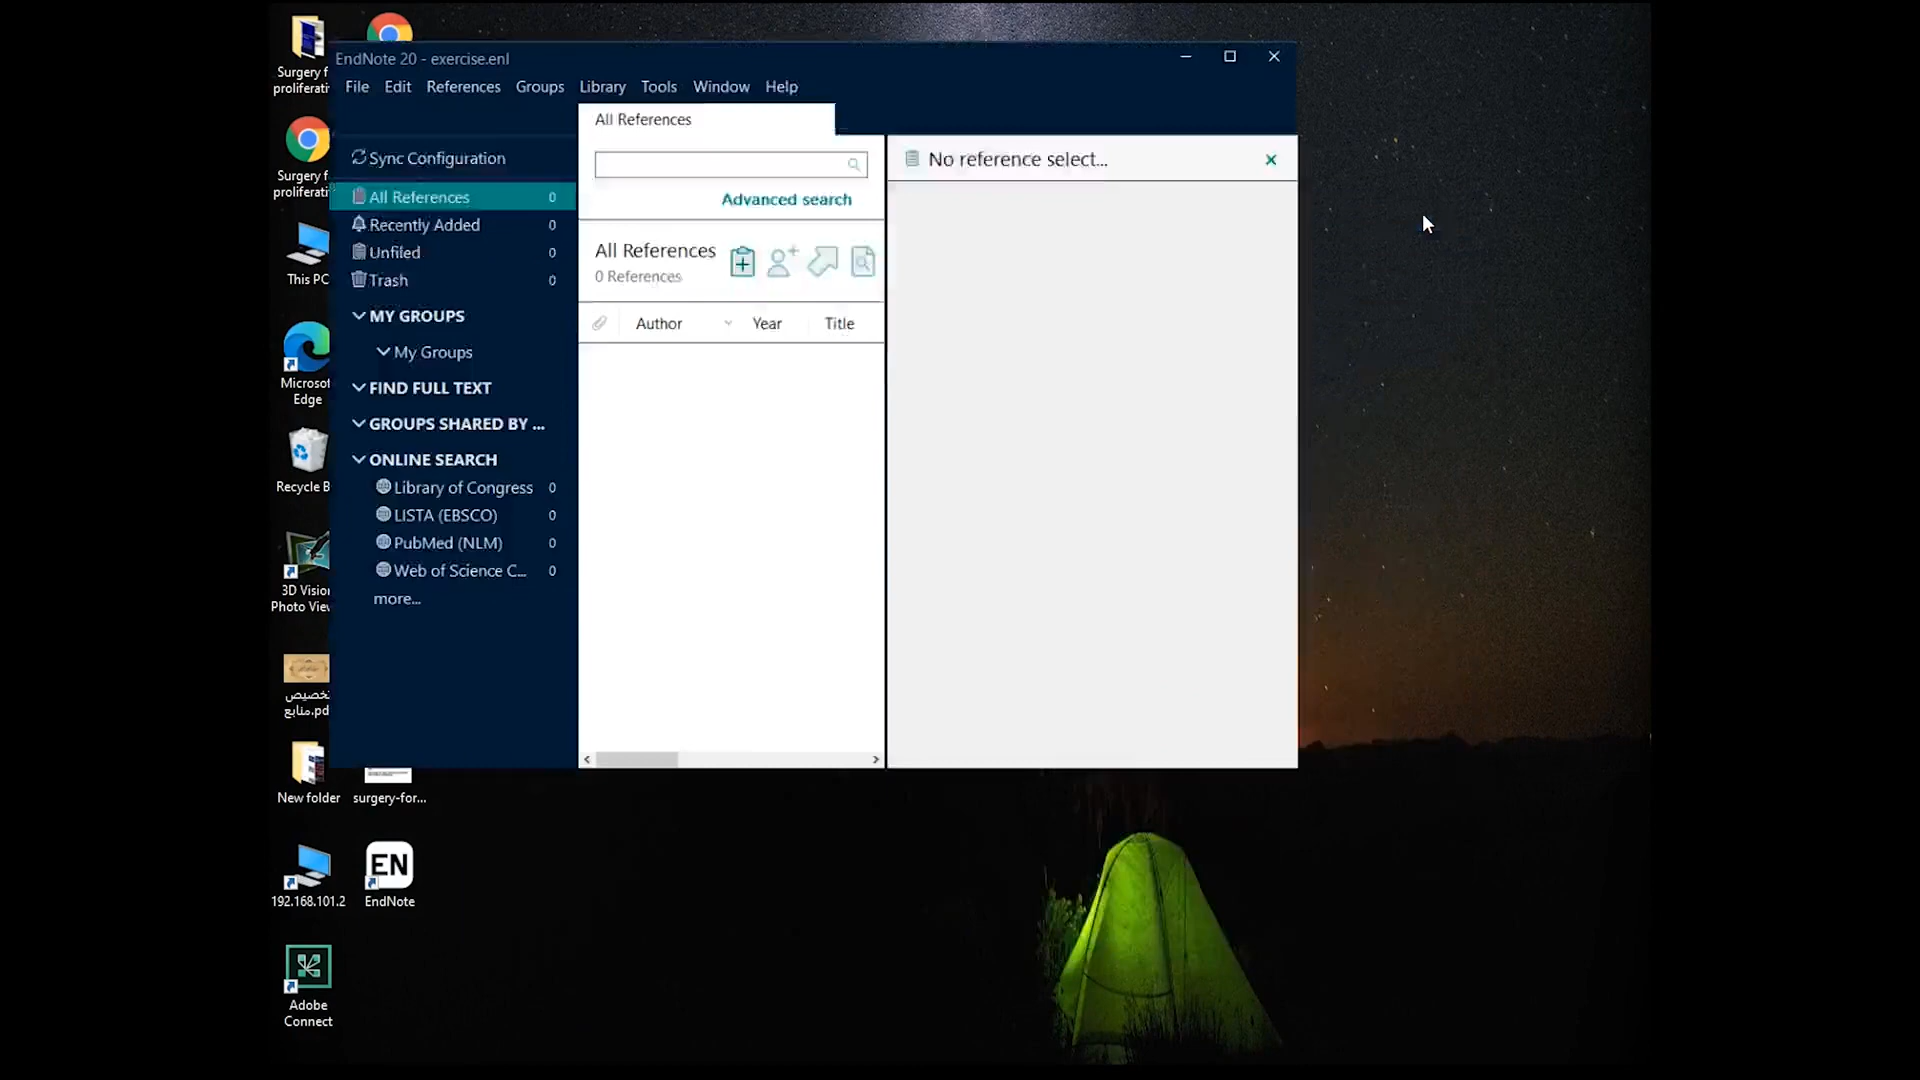 Surgery f
proliferati
Surgery f
proliferati
This PC
Microsof
Edge
Recycle B
3D Vision
Photo View
تخصیص
منابع.pd
New folder
surgery-for...
192.168.101.2
EN
EndNote
Adobe
Connect
EndNote 20 - exercise.enl
File Edit References Groups Library Tools Window Help
Sync Configuration
All References 0
Recently Added 0
Unfiled 0
Trash 0
MY GROUPS
My Groups
FIND FULL TEXT
GROUPS SHARED BY ...
ONLINE SEARCH
Library of Congress 0
LISTA (EBSCO) 0
PubMed (NLM) 0
Web of Science C... 0
more...
All References
Advanced search
All References
0 References
Author Year Title
No reference select...